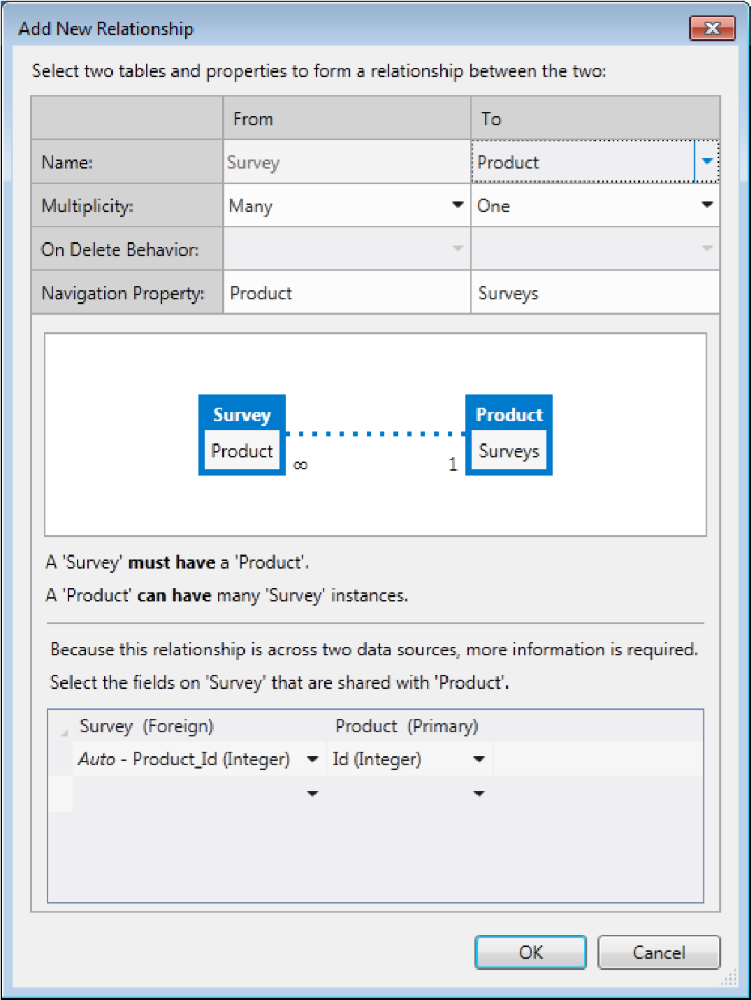 Add New Relationship
Select two tables and properties to form a relationship between the two:
From To
Name: Survey Product
Multiplicity: Many One
On Delete Behavior:
Navigation Property: Product Surveys
Survey Product
Product Surveys
∞ 1
A 'Survey' must have a 'Product'.
A 'Product' can have many 'Survey' instances.
Because this relationship is across two data sources, more information is required.
Select the fields on 'Survey' that are shared with 'Product'.
Survey (Foreign) Product (Primary)
Auto - Product_Id (Integer) Id (Integer)
OK Cancel